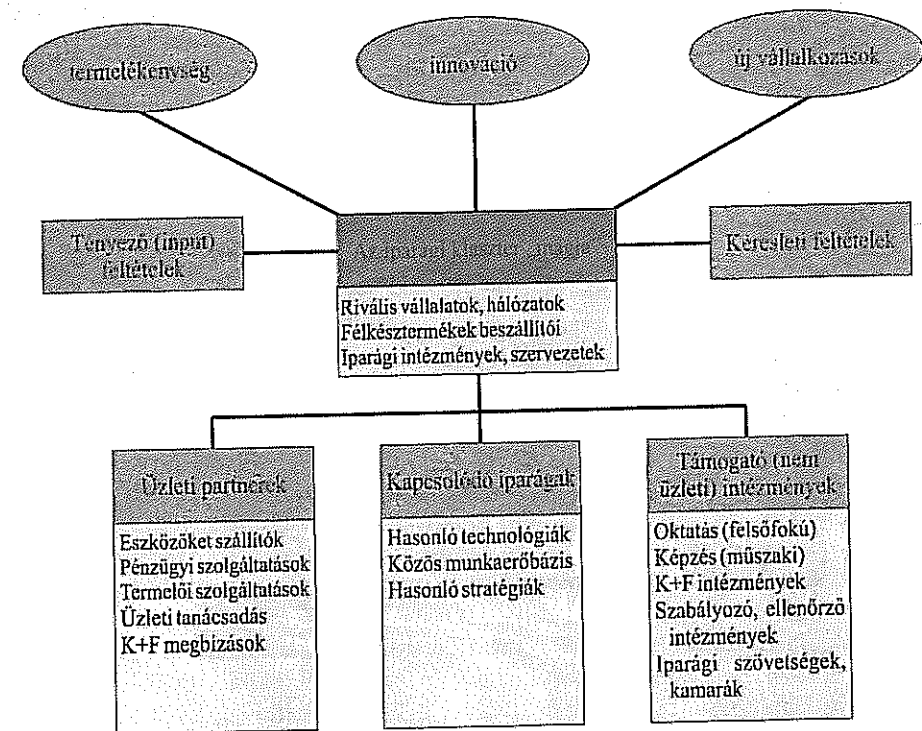 termelékenység
innováció
új vállalkozások
Tényező (input)
feltételek
Keresleti feltételek
Rivális vállalatok, hálózatok
Félkésztermékek beszállítói
Iparági intézmények, szervezetek
Üzleti partnerek
Eszközöket szállítók
Pénzügyi szolgáltatások
Termelői szolgáltatások
Üzleti tanácsadás
K+F megbízások
Kapcsolódó iparágak
Hasonló technológiák
Közös munkaerőbázis
Hasonló stratégiák
Támogató (nem
üzleti) intézmények
Oktatás (felsőfokú)
Képzés (műszaki)
K+F intézmények
Szabályozó, ellenőrző
intézmények
Iparági szövetségek,
kamarák